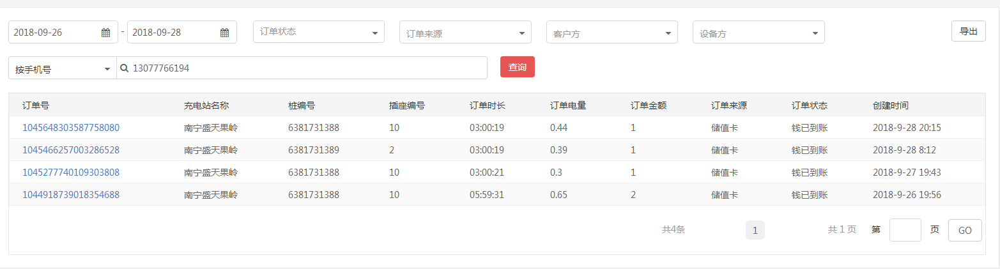 2018-09-26 - 2018-09-28 订单状态 订单来源 客户方 设备方 导出
按手机号 13077766194 查询
订单号 充电站名称 桩编号 插座编号 订单时长 订单电量 订单金额 订单来源 订单状态 创建时间
1045648303587758080 南宁盛天果岭 6381731388 10 03:00:19 0.44 1 储值卡 钱已到账 2018-9-28 20:15
1045466257003286528 南宁盛天果岭 6381731389 2 03:00:19 0.39 1 储值卡 钱已到账 2018-9-28 8:12
1045277740109303808 南宁盛天果岭 6381731388 10 03:00:21 0.3 1 储值卡 钱已到账 2018-9-27 19:43
1044918739018354688 南宁盛天果岭 6381731388 10 05:59:31 0.65 2 储值卡 钱已到账 2018-9-26 19:56
共4条 1 共 1 页 第 页 GO